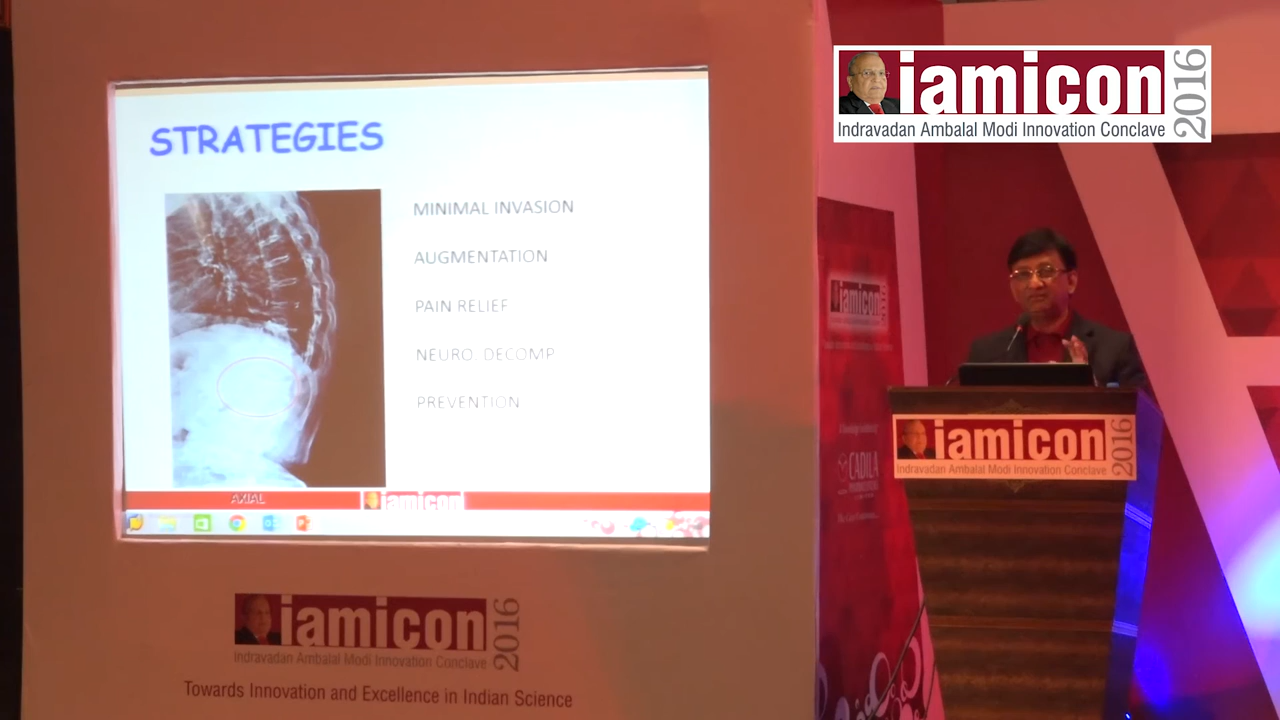 STRATEGIES
MINIMAL INVASION
AUGMENTATION
PAIN RELIEF
NEURO. DECOMP
PREVENTION
AXIAL
iamicon
iamicon 2016
Indravadan Ambalal Modi Innovation Conclave
Towards Innovation and Excellence in Indian Science
iamicon 2016
Indravadan Ambalal Modi Innovation Conclave
iamicon
CADILA
iamicon 2016
Indravadan Ambalal Modi Innovation Conclave